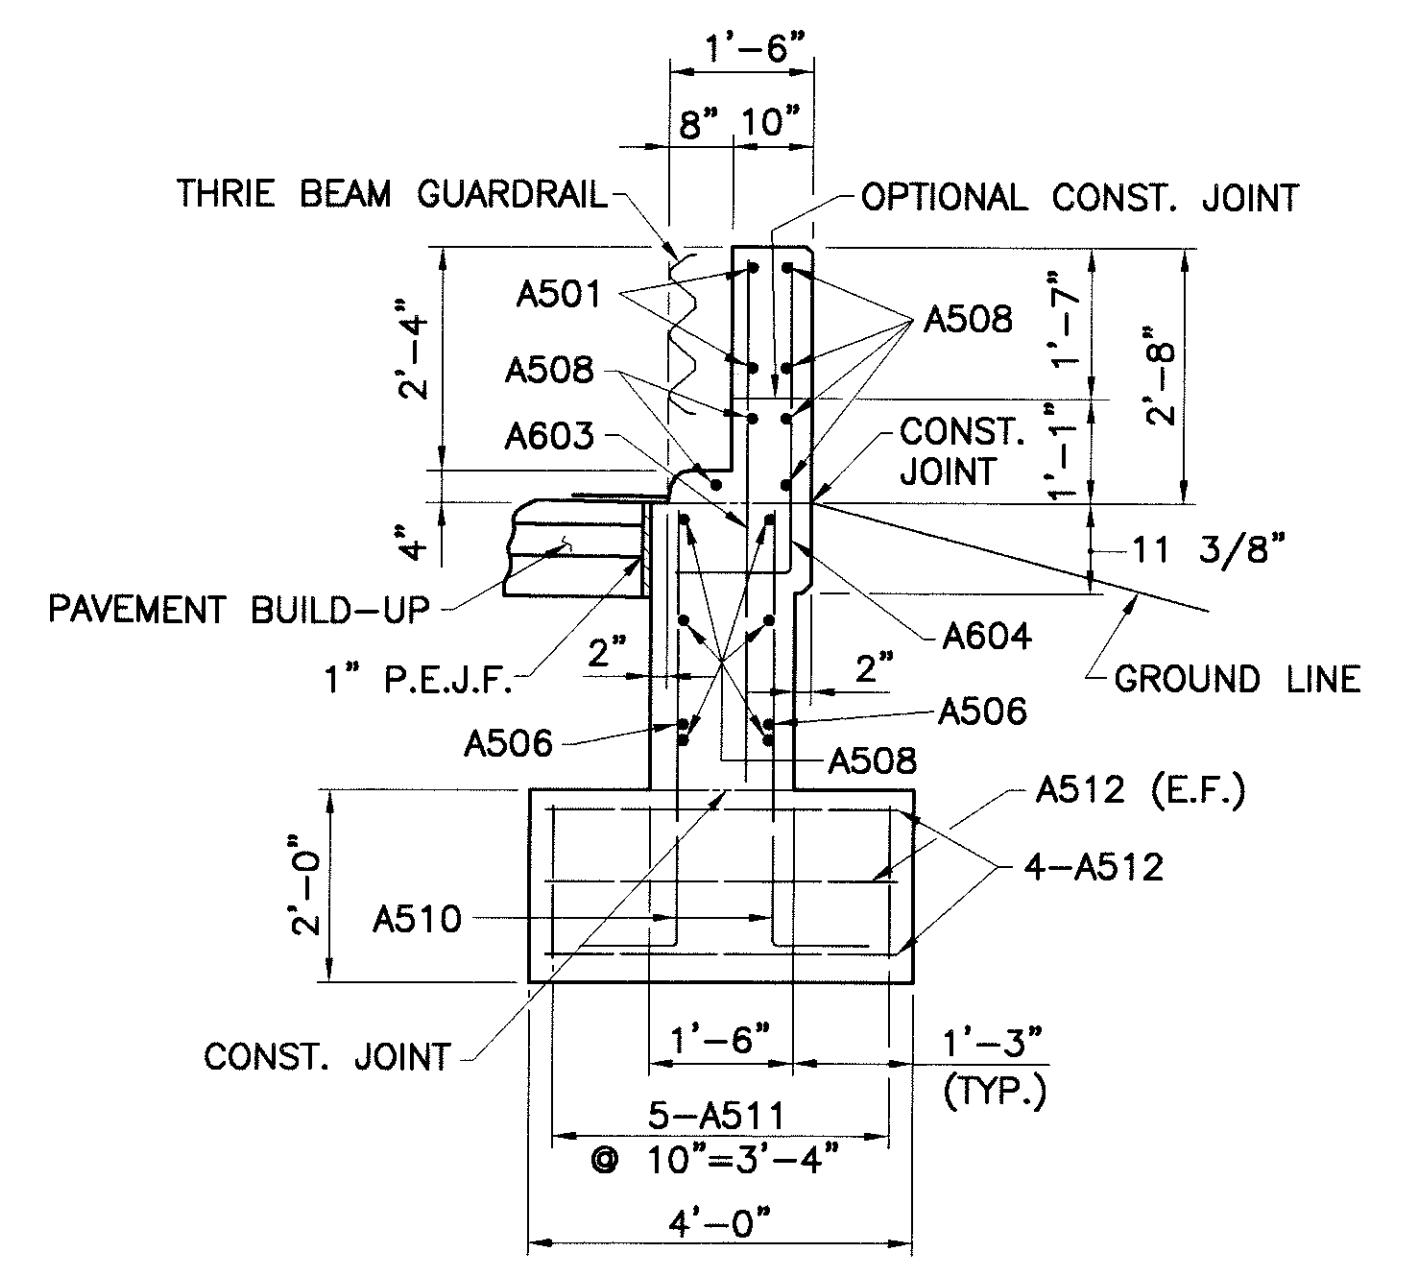 1'-6"
8" 10"
THRIE BEAM GUARDRAIL
OPTIONAL CONST. JOINT
A501
A508
2'-4"
1'-7"
2'-8"
A508
A603
CONST.
JOINT
1'-1"
4"
11 3/8"
PAVEMENT BUILD-UP
A604
2"
2"
1" P.E.J.F.
GROUND LINE
A506
A506
A508
A512 (E.F.)
2'-0"
4-A512
A510
CONST. JOINT
1'-6"
1'-3"
(TYP.)
5-A511
@ 10"=3'-4"
4'-0"